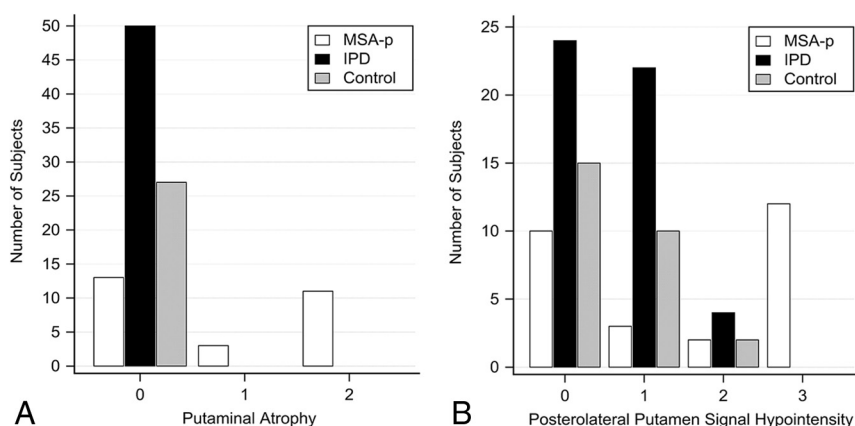 50
45
40
35
30
25
20
15
10
5
0
Number of Subjects
MSA-p
IPD
Control
0 1 2
Putaminal Atrophy
A
25
20
15
10
5
0
Number of Subjects
MSA-p
IPD
Control
0 1 2 3
Posterolateral Putamen Signal Hypointensity
B